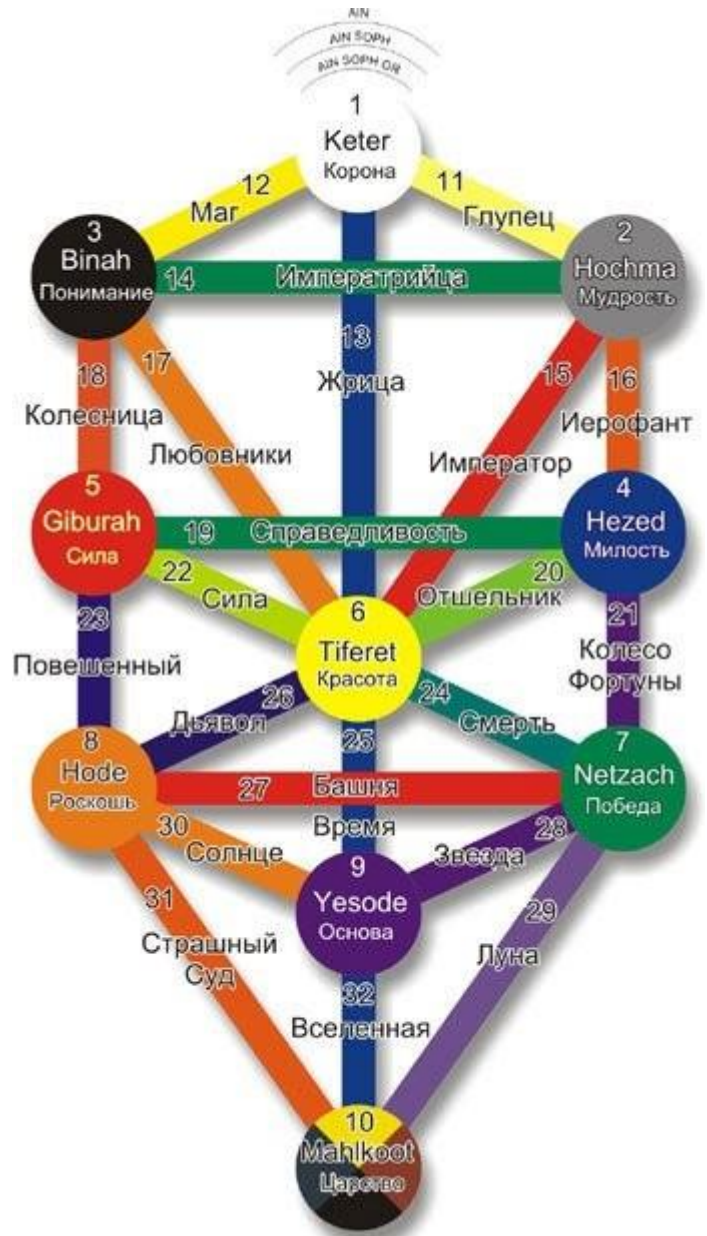 AIN
AIN SOPH
AIN SOPH OR
1
Keter
Корона
12
Маг
11
Глупец
3
Binah
Понимание
2
Hochma
Мудрость
14
Императрийца
13
Жрица
18
Колесница
17
Любовники
15
Император
16
Иерофант
5
Giburah
Сила
4
Hezed
Милость
19
Справедливость
22
Сила
20
Отшельник
6
Tiferet
Красота
23
Повешенный
21
Колесо
Фортуны
26
Дьявол
24
Смерть
25
Время
8
Hode
Роскошь
7
Netzach
Победа
27
Башня
30
Солнце
28
Звезда
9
Yesode
Основа
31
Страшный
Суд
29
Луна
32
Вселенная
10
Mahlkoot
Царство